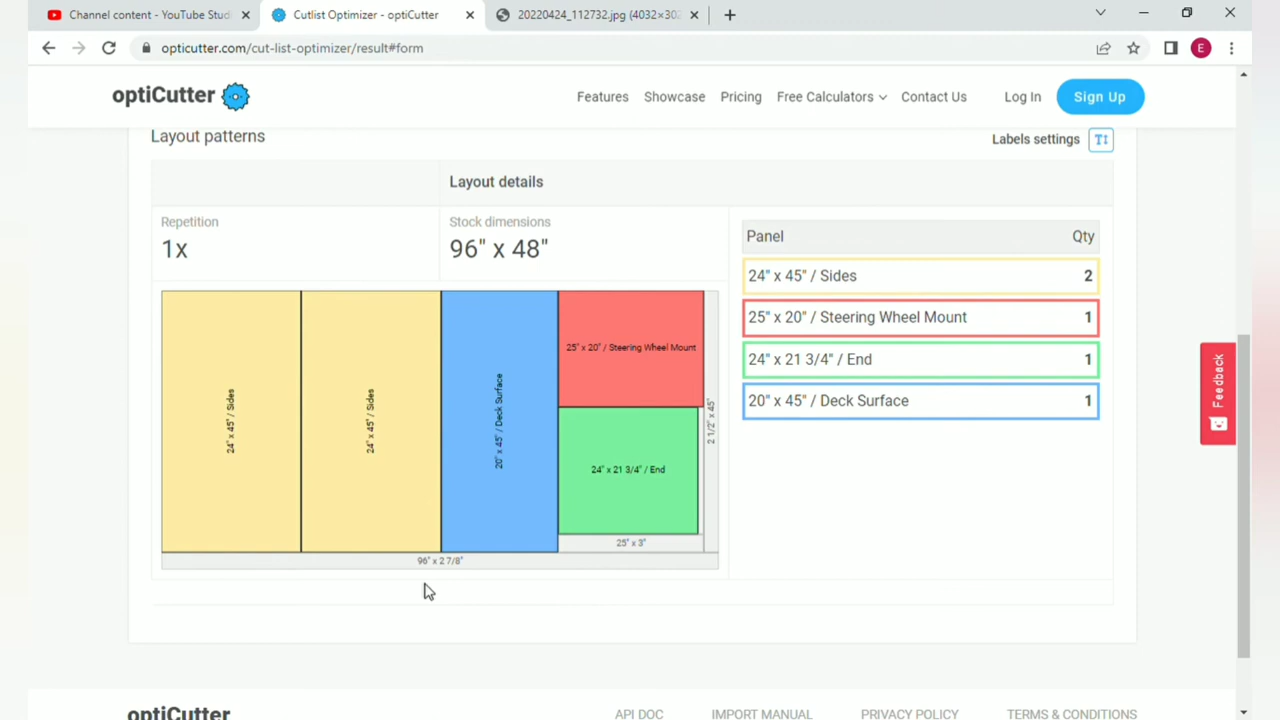 Channel content - YouTube Studi
Cutlist Optimizer - optiCutter
20220424_112732.jpg (4032×302
opticutter.com/cut-list-optimizer/result#form
E
optiCutter
Features
Showcase
Pricing
Free Calculators
Contact Us
Log In
Sign Up
Layout patterns
Labels settings
Layout details
Repetition
1x
Stock dimensions
96" x 48"
Panel
Qty
24" x 45" / Sides
2
25" x 20" / Steering Wheel Mount
1
24" x 21 3/4" / End
1
20" x 45" / Deck Surface
1
24" x 45" / Sides
24" x 45" / Sides
20" x 45" / Deck Surface
25" x 20" / Steering Wheel Mount
24" x 21 3/4" / End
25" x 3"
2 1/2" x 45"
96" x 2 7/8"
Feedback
optiCutter
API DOC
IMPORT MANUAL
PRIVACY POLICY
TERMS & CONDITIONS